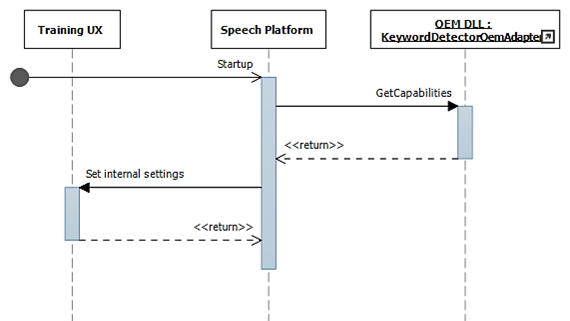 Training UX
Speech Platform
OEM DLL :
KeywordDetectorOemAdapter
Startup
GetCapabilities
<<return>>
Set internal settings
<<return>>